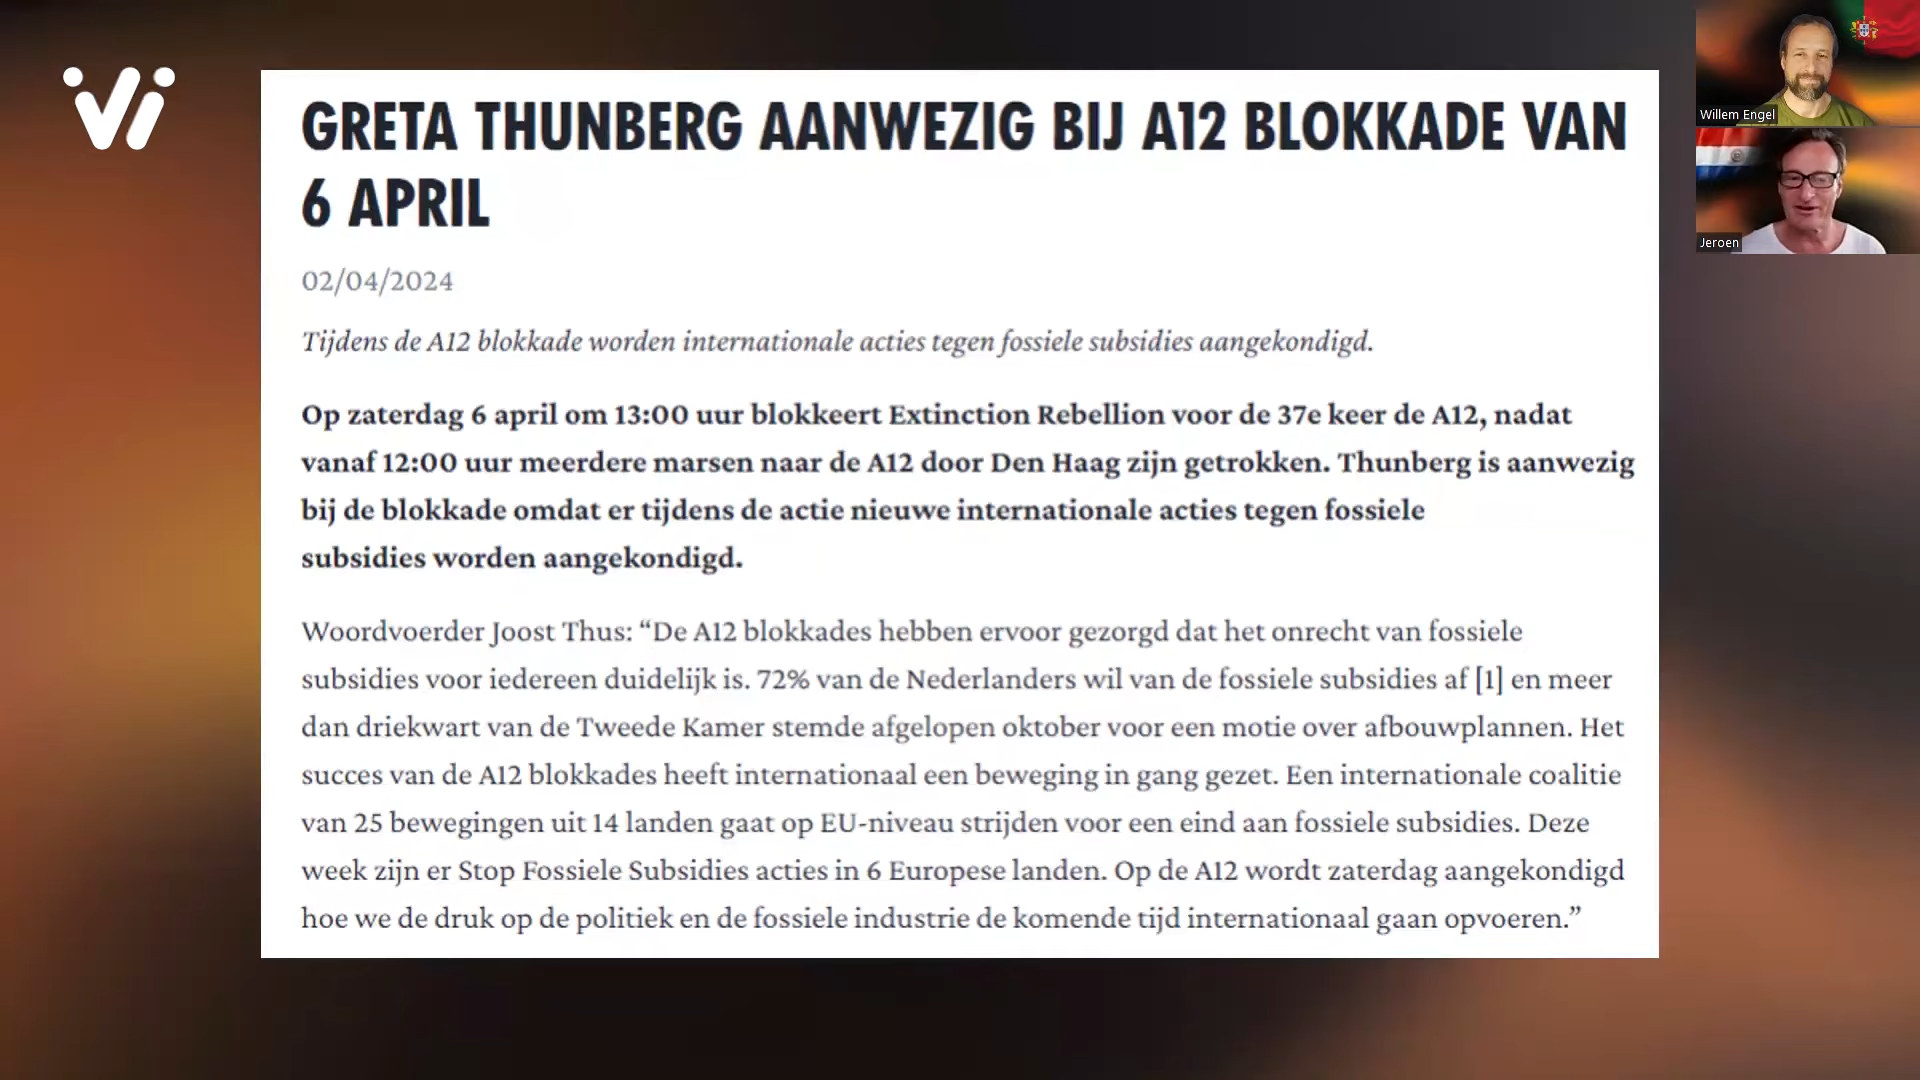 Vi
GRETA THUNBERG AANWEZIG BIJ A12 BLOKKADE VAN
6 APRIL
02/04/2024
Tijdens de A12 blokkade worden internationale acties tegen fossiele subsidies aangekondigd.
Op zaterdag 6 april om 13:00 uur blokkeert Extinction Rebellion voor de 37e keer de A12, nadat
vanaf 12:00 uur meerdere marsen naar de A12 door Den Haag zijn getrokken. Thunberg is aanwezig
bij de blokkade omdat er tijdens de actie nieuwe internationale acties tegen fossiele
subsidies worden aangekondigd.
Woordvoerder Joost Thus: “De A12 blokkades hebben ervoor gezorgd dat het onrecht van fossiele
subsidies voor iedereen duidelijk is. 72% van de Nederlanders wil van de fossiele subsidies af [1] en meer
dan driekwart van de Tweede Kamer stemde afgelopen oktober voor een motie over afbouwplannen. Het
succes van de A12 blokkades heeft internationaal een beweging in gang gezet. Een internationale coalitie
van 25 bewegingen uit 14 landen gaat op EU-niveau strijden voor een eind aan fossiele subsidies. Deze
week zijn er Stop Fossiele Subsidies acties in 6 Europese landen. Op de A12 wordt zaterdag aangekondigd
hoe we de druk op de politiek en de fossiele industrie de komende tijd internationaal gaan opvoeren.”
Willem Engel
Jeroen